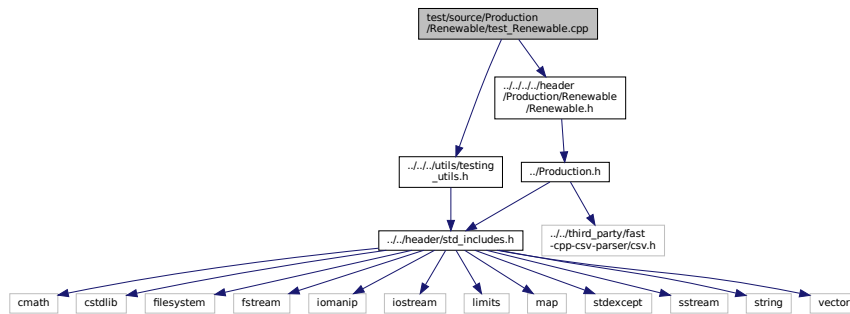 test/source/Production
/Renewable/test_Renewable.cpp
../../../../header
/Production/Renewable
/Renewable.h
../../../utils/testing
_utils.h
../Production.h
../../header/std_includes.h
../../third_party/fast
-cpp-csv-parser/csv.h
cmath
cstdlib
filesystem
fstream
iomanip
iostream
limits
map
stdexcept
sstream
string
vector